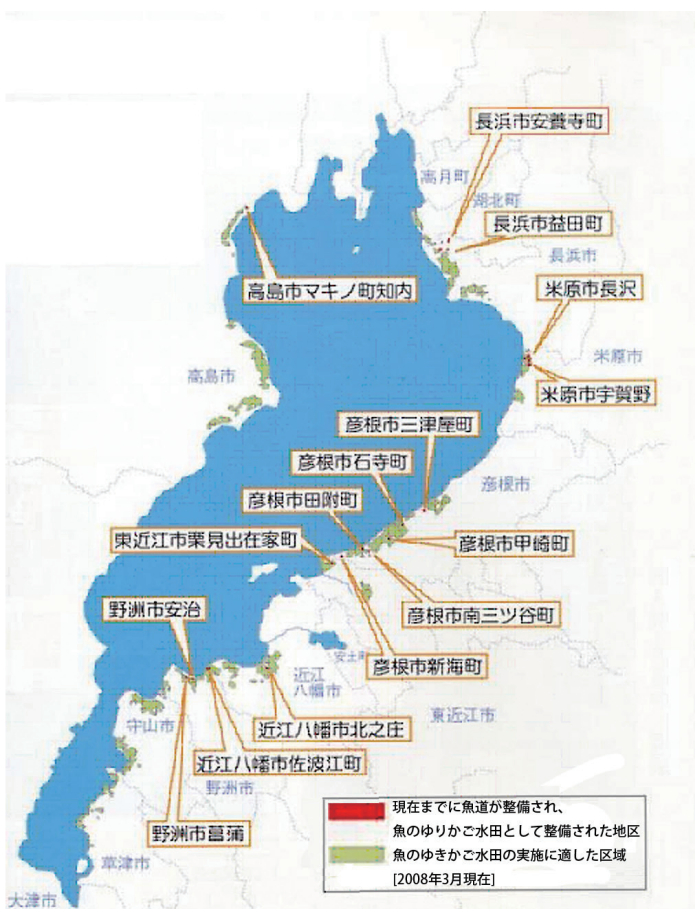 長浜市安養寺町
高月町
湖北町
長浜市益田町
長浜市
高島市マキノ町知内
米原市長沢
米原市
高島市
米原市宇賀野
彦根市三津屋町
彦根市石寺町
彦根市
彦根市田附町
東近江市栗見出在家町
彦根市甲崎町
野洲市安治
彦根市南三ツ谷町
安土町
彦根市新海町
近江
八幡市
東近江市
守山市
近江八幡市北之庄
近江八幡市佐波江町
野洲市
野洲市菖蒲
草津市
大津市
現在までに魚道が整備され、
魚のゆりかご水田として整備された地区
魚のゆきかご水田の実施に適した区域
[2008年3月現在]